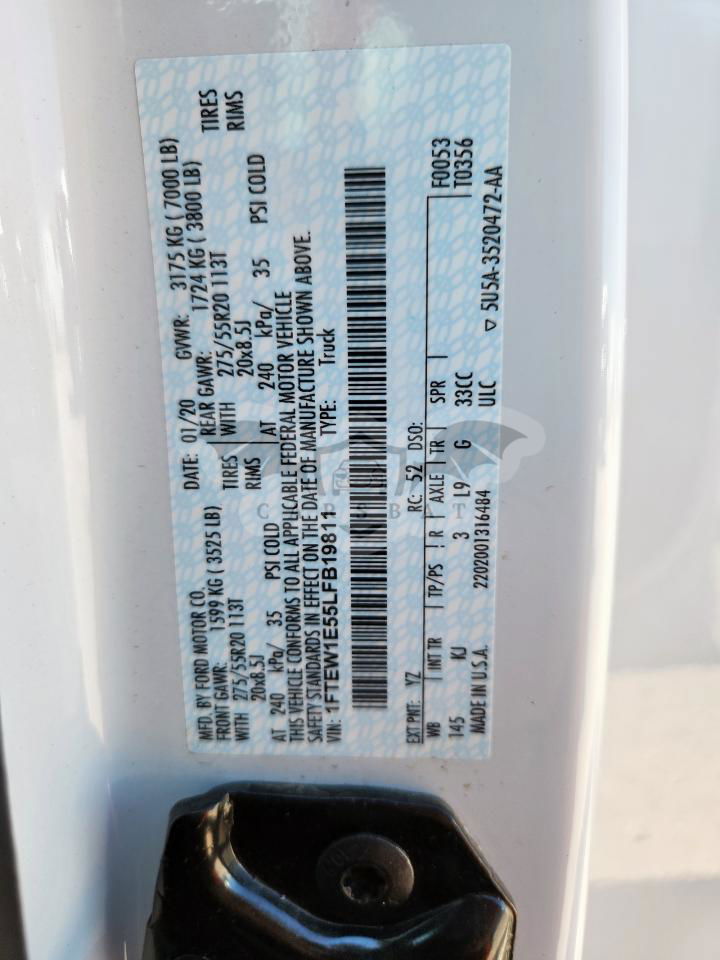 MFD. BY FORD MOTOR CO. DATE: 01/20 GVWR: 3175 KG ( 7000 LB)
FRONT GAWR: 1599 KG ( 3525 LB) REAR GAWR: 1724 KG ( 3800 LB)
WITH 275/55R20 113T TIRES WITH 275/55R20 113T TIRES
20x8.5J RIMS 20x8.5J RIMS
AT 240 kPa/ 35 PSI COLD AT 240 kPa/ 35 PSI COLD
THIS VEHICLE CONFORMS TO ALL APPLICABLE FEDERAL MOTOR VEHICLE
SAFETY STANDARDS IN EFFECT ON THE DATE OF MANUFACTURE SHOWN ABOVE.
VIN: 1FTEW1E55LFB19811 TYPE: Truck
EXT PNT: YZ RC: 52 DSO: F0053
WB INT TR TP/PS R AXLE TR SPR T0356
145 KJ 3 L9 G 33CC
MADE IN U.S.A. 2202001316484 ULC ▽ 5U5A-3520472-AA
CAPSBAT